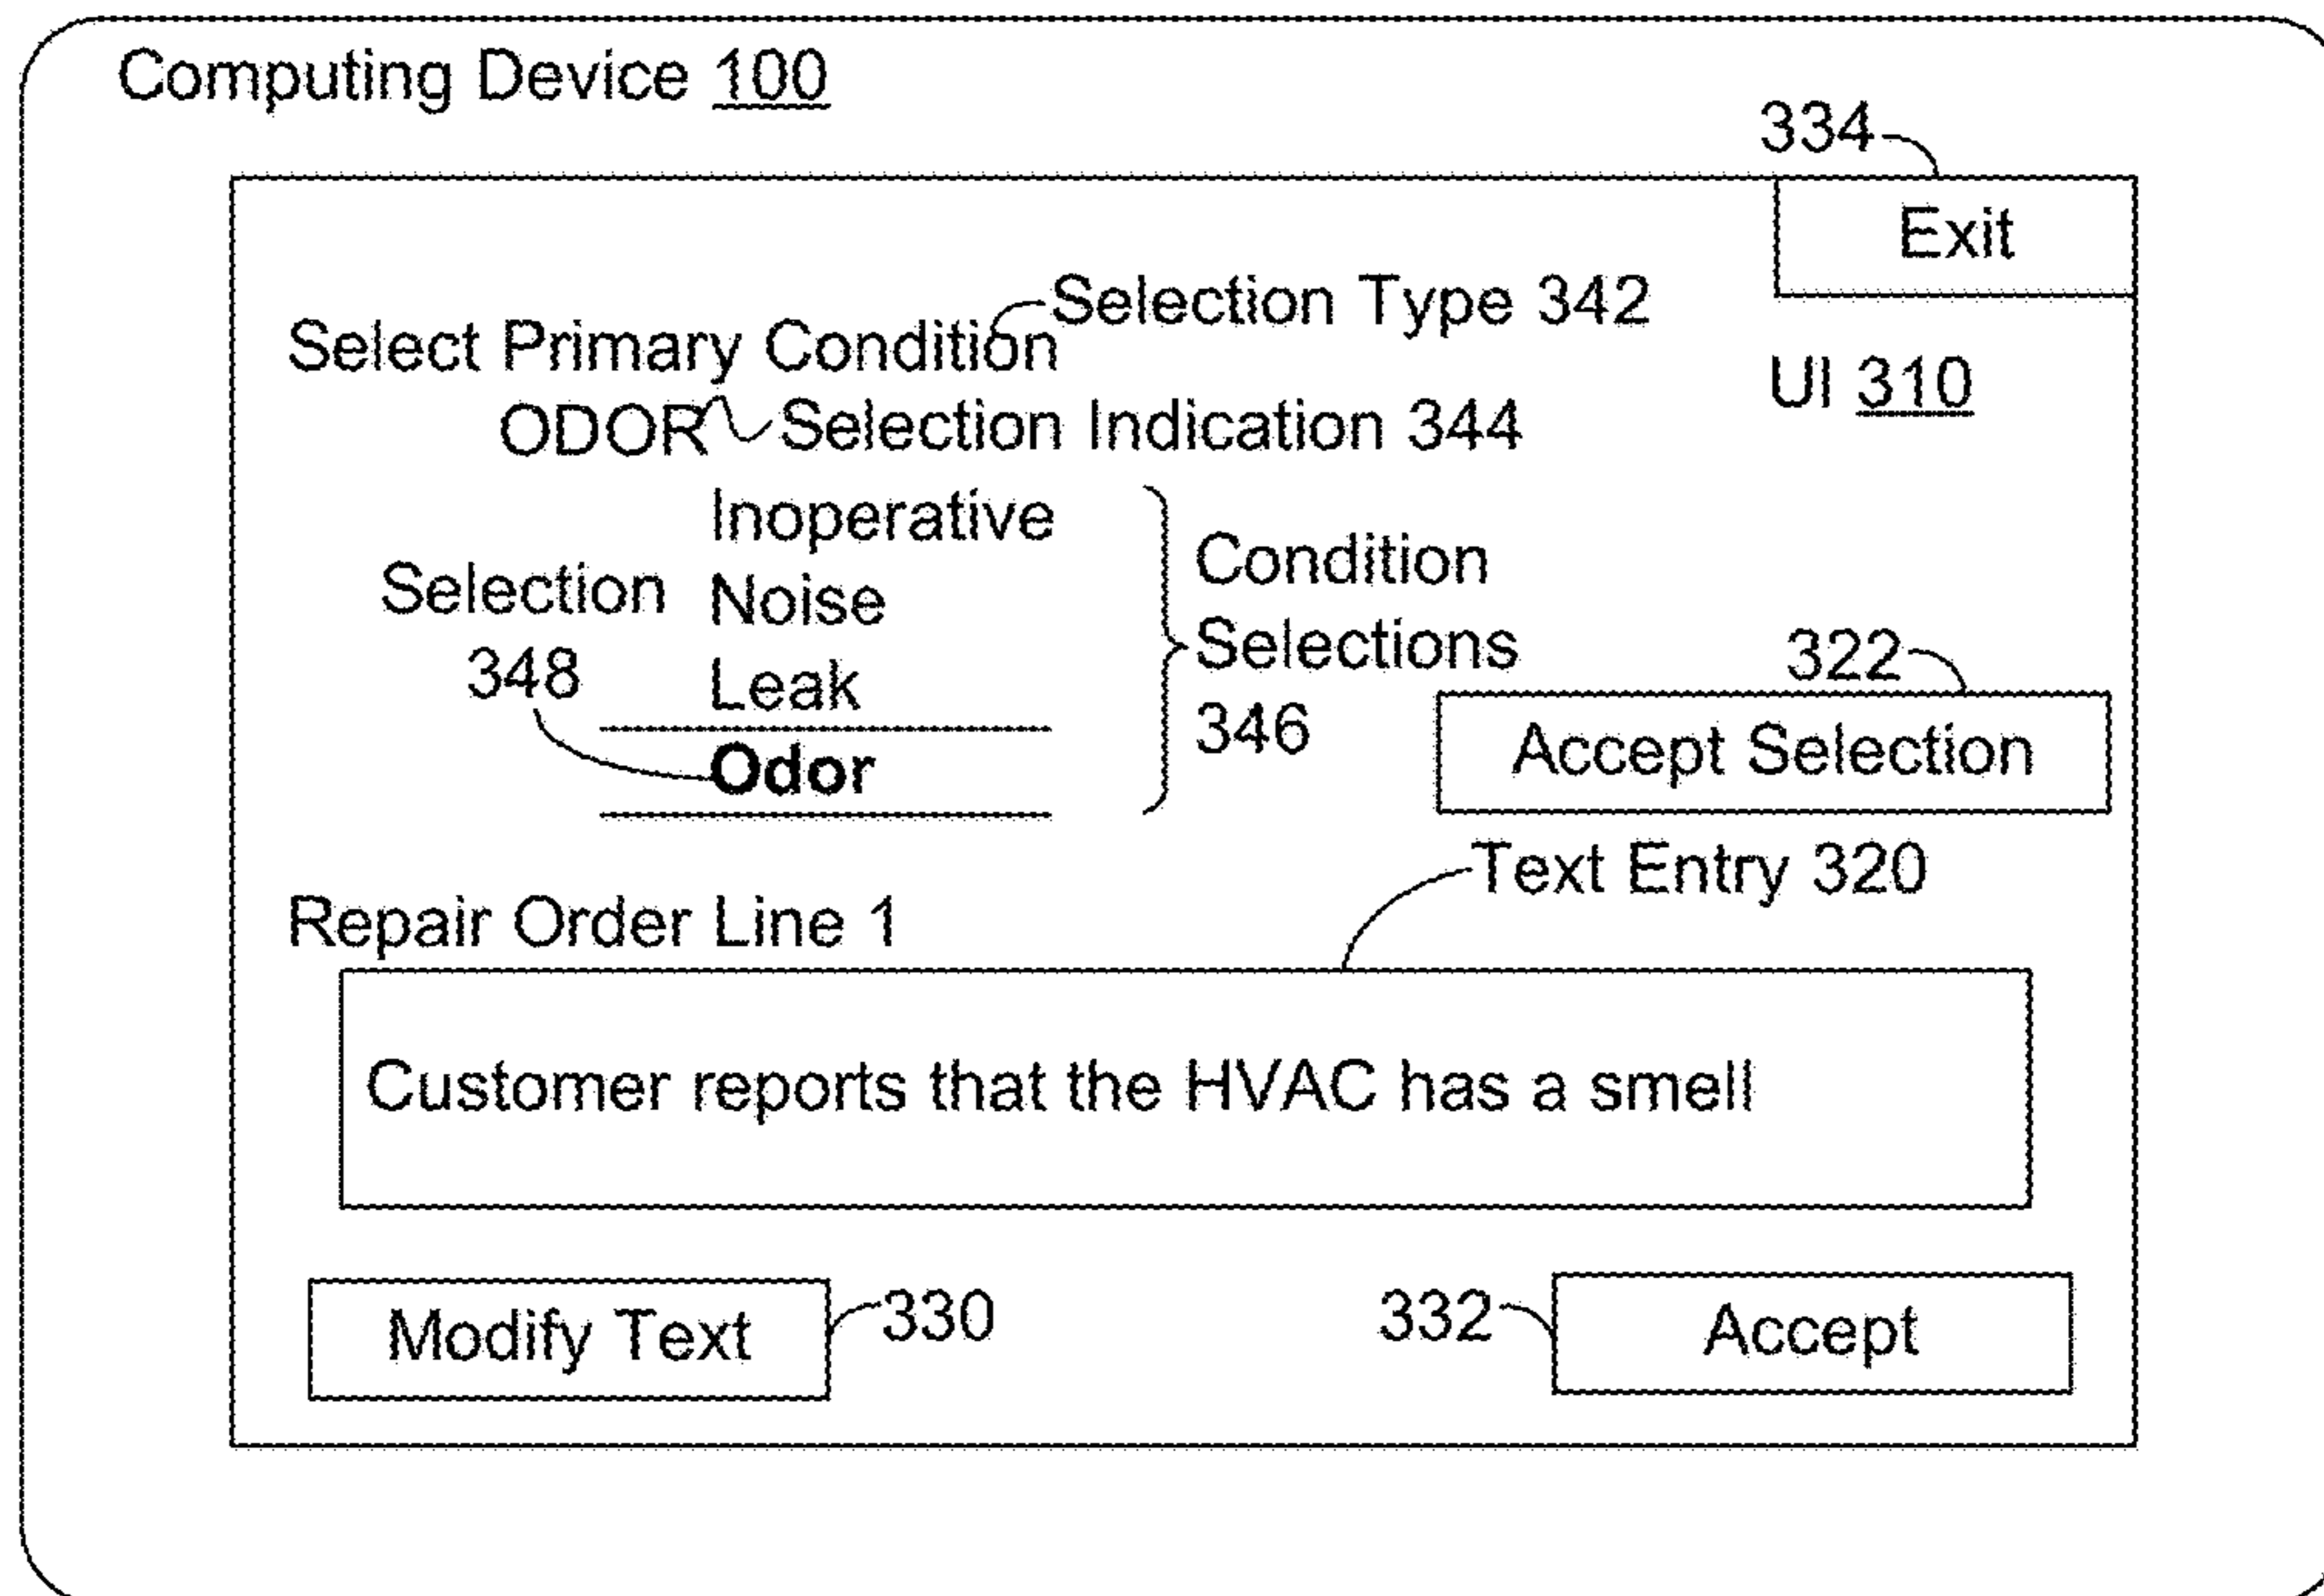 Computing Device 100
334
Exit
Selection Type 342
Select Primary Condition
UI 310
ODOR
Selection Indication 344
Inoperative
Noise
Leak
Odor
Selection
348
Condition
Selections
346
322
Accept Selection
Text Entry 320
Repair Order Line 1
Customer reports that the HVAC has a smell
Modify Text
330
332
Accept